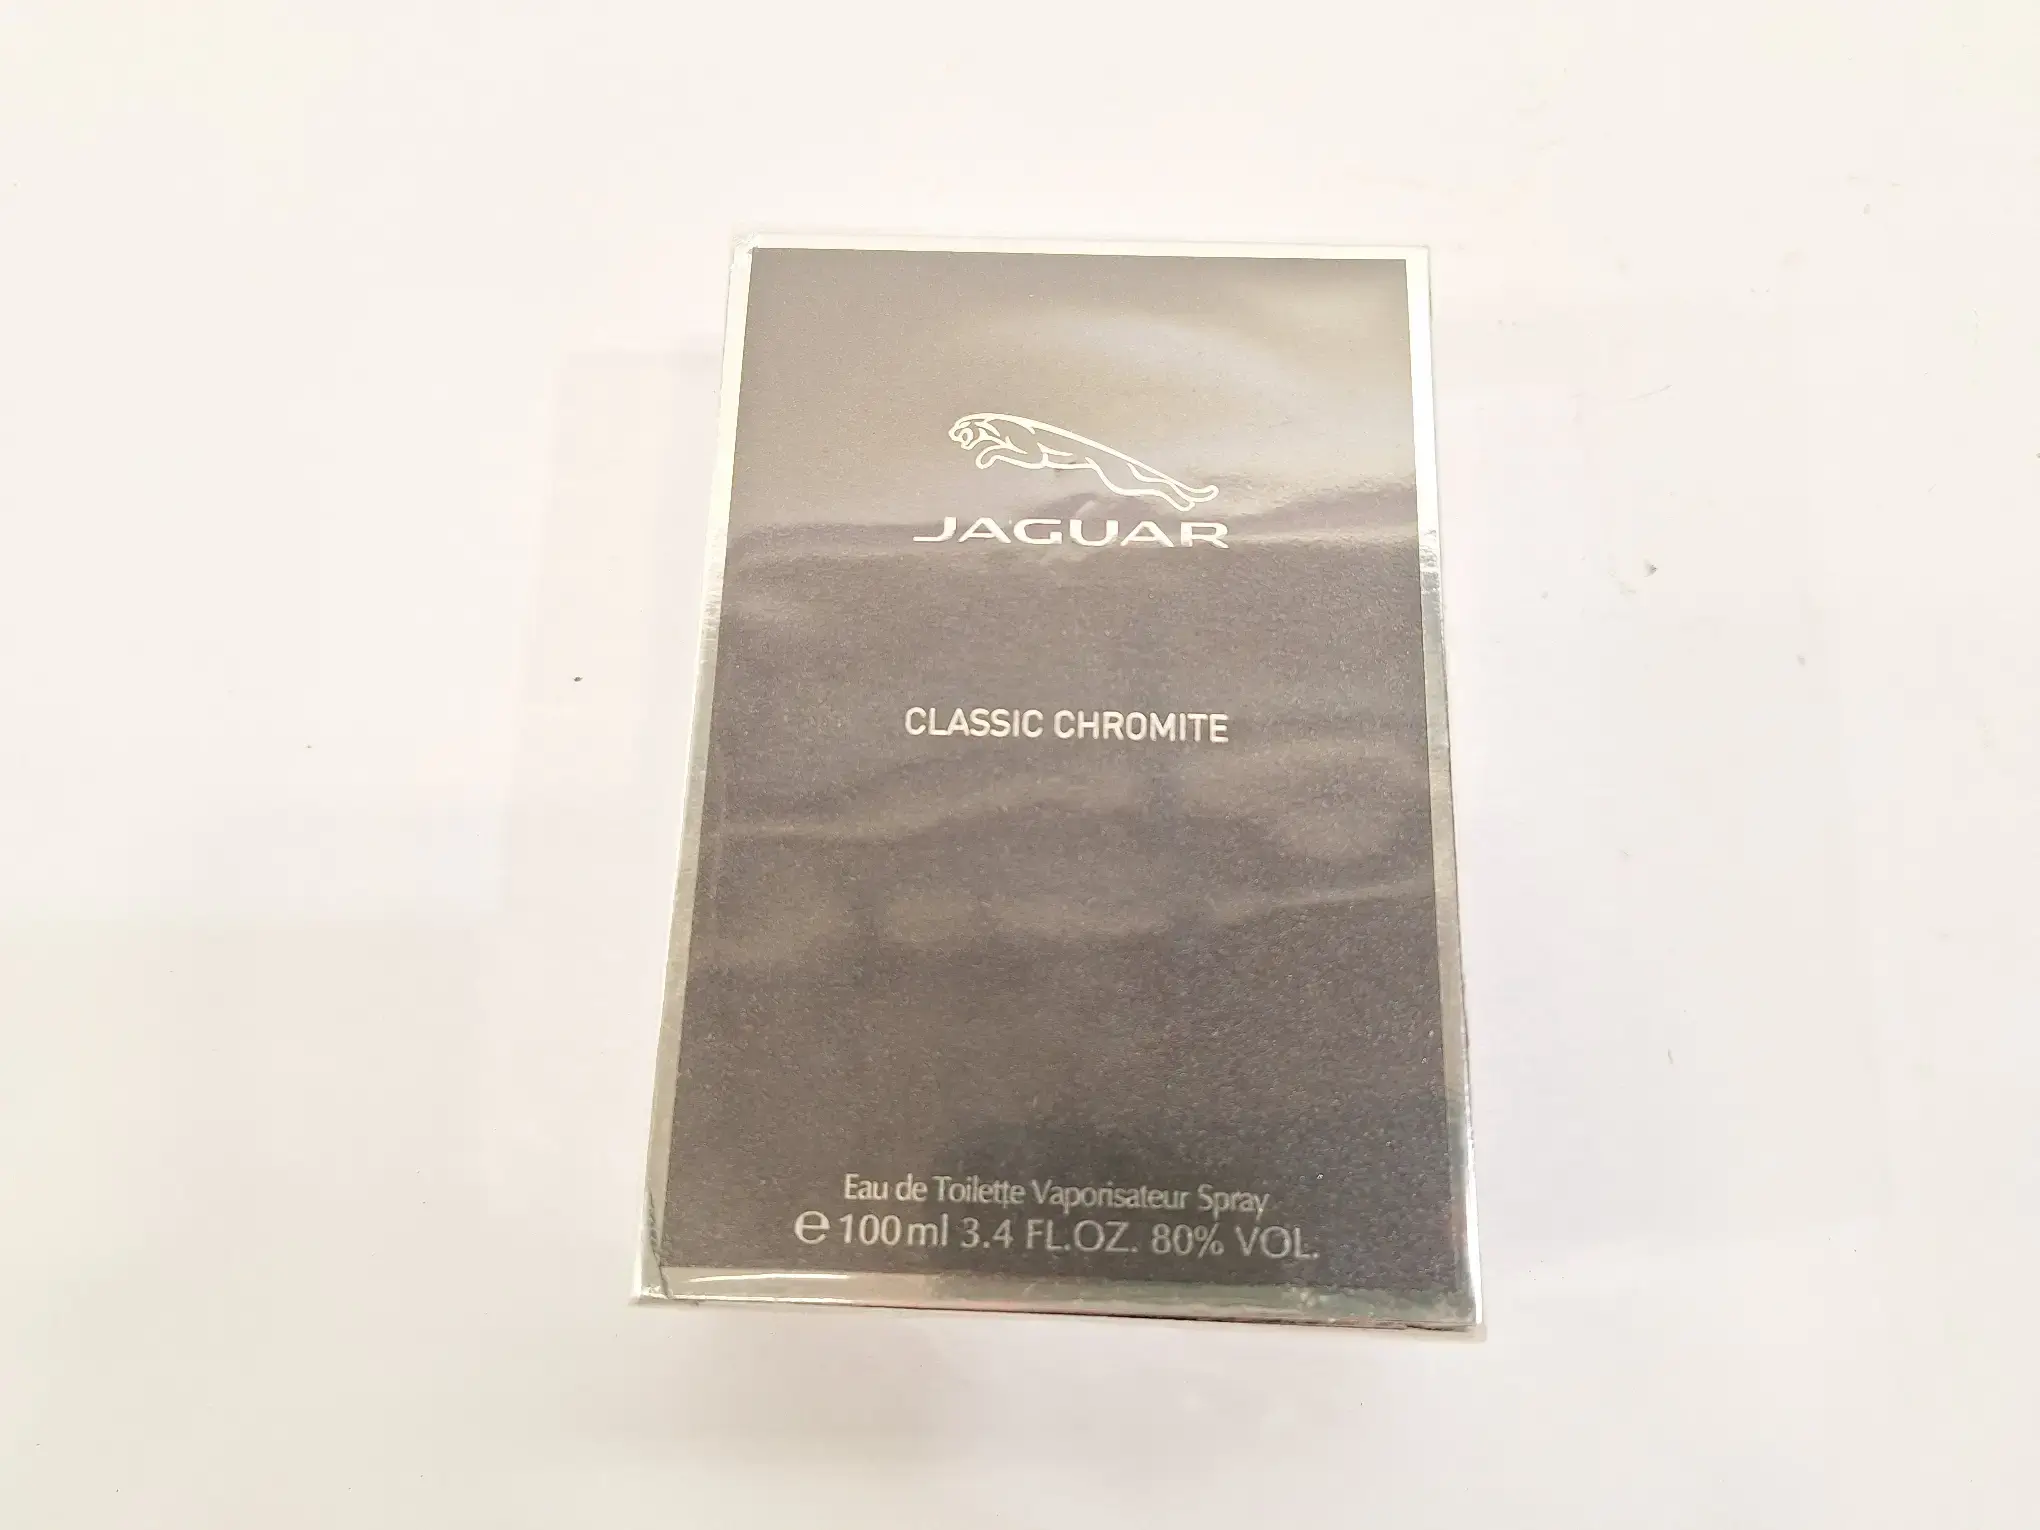 JAGUAR
CLASSIC CHROMITE
Eau de Toilette Vaporisateur Spray
℮ 100 ml 3.4 FL.OZ. 80% VOL.